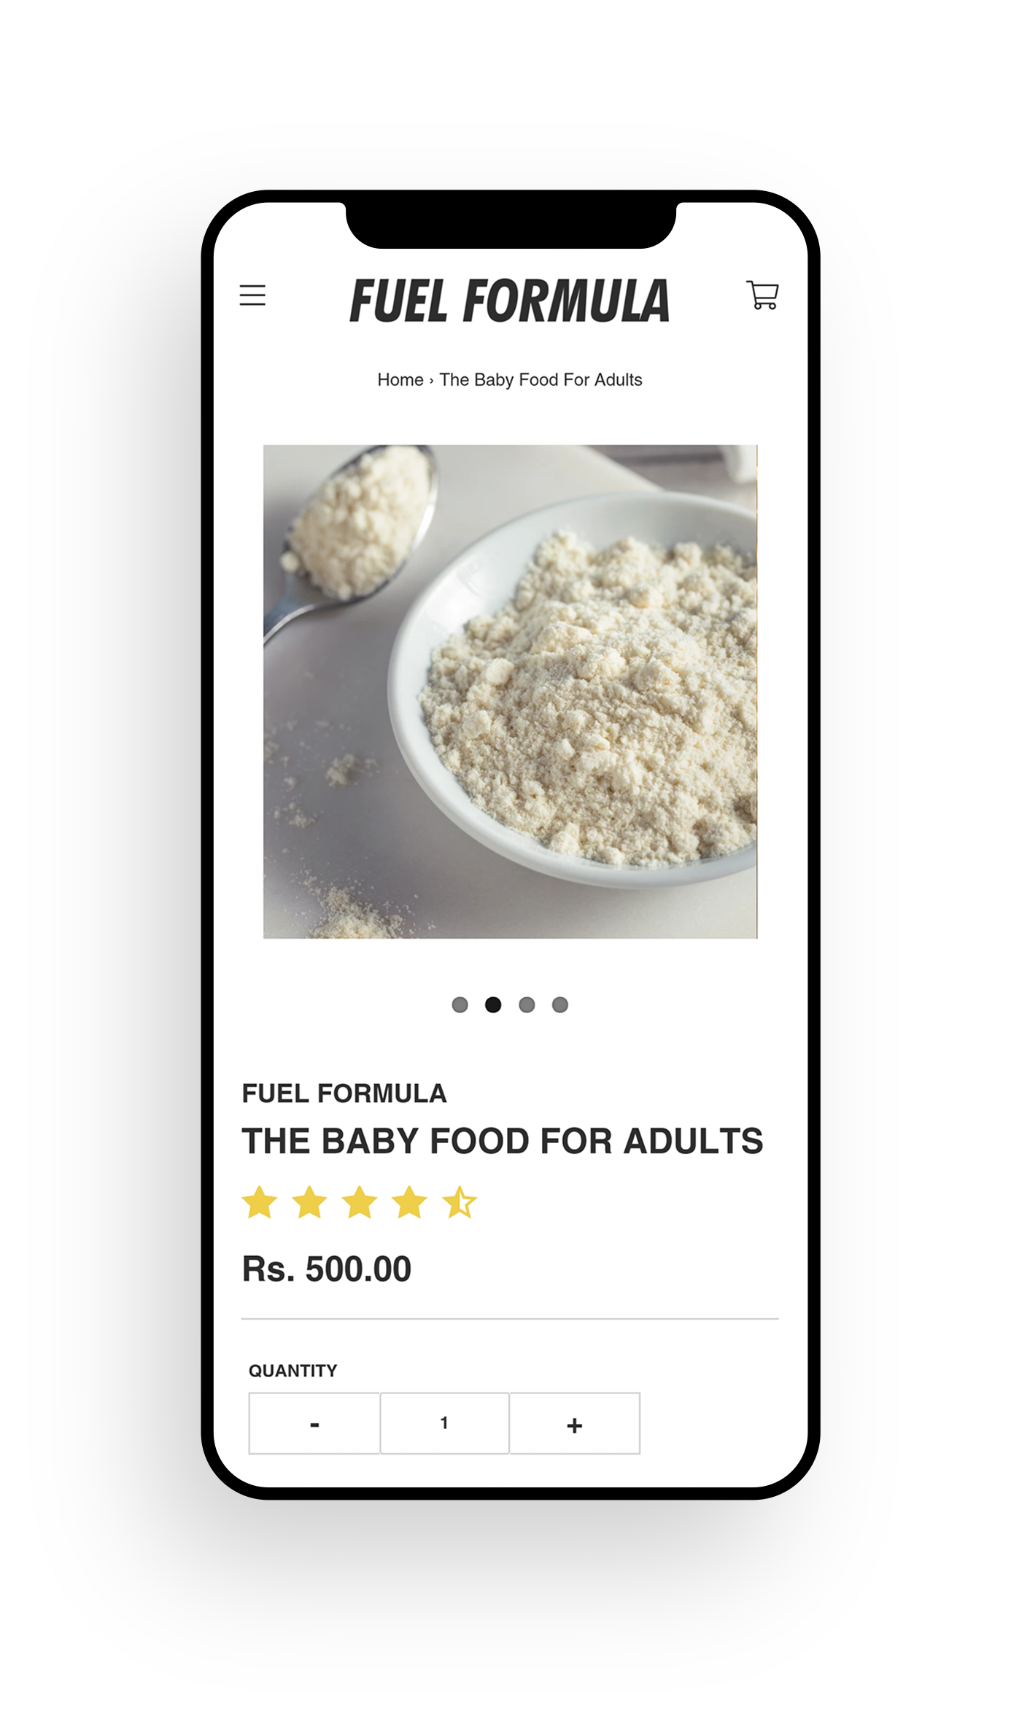 FUEL FORMULA
Home › The Baby Food For Adults
FUEL FORMULA
THE BABY FOOD FOR ADULTS
Rs. 500.00
QUANTITY
- 1 +